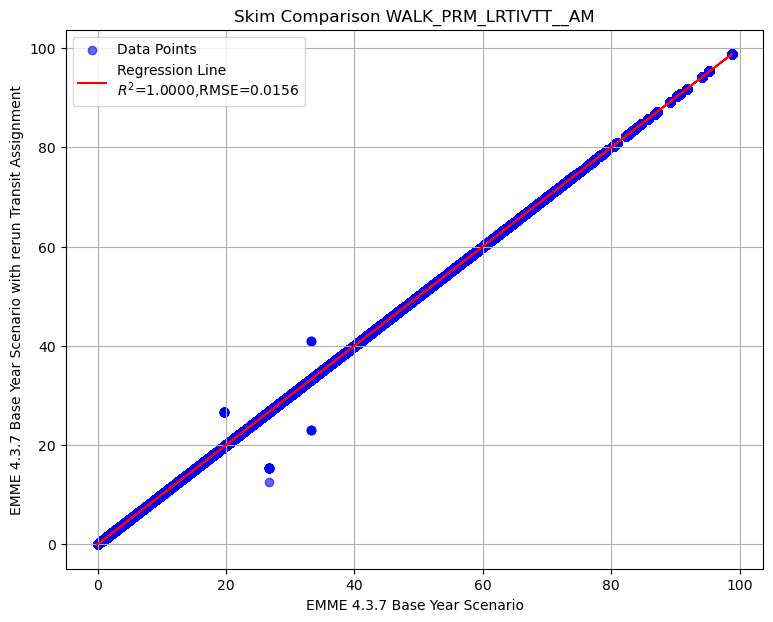 Skim Comparison WALK_PRM_LRTIVTT__AM
Data Points
Regression Line
R²=1.0000,RMSE=0.0156
EMME 4.3.7 Base Year Scenario with rerun Transit Assignment
100
80
60
40
20
0
0 20 40 60 80 100
EMME 4.3.7 Base Year Scenario